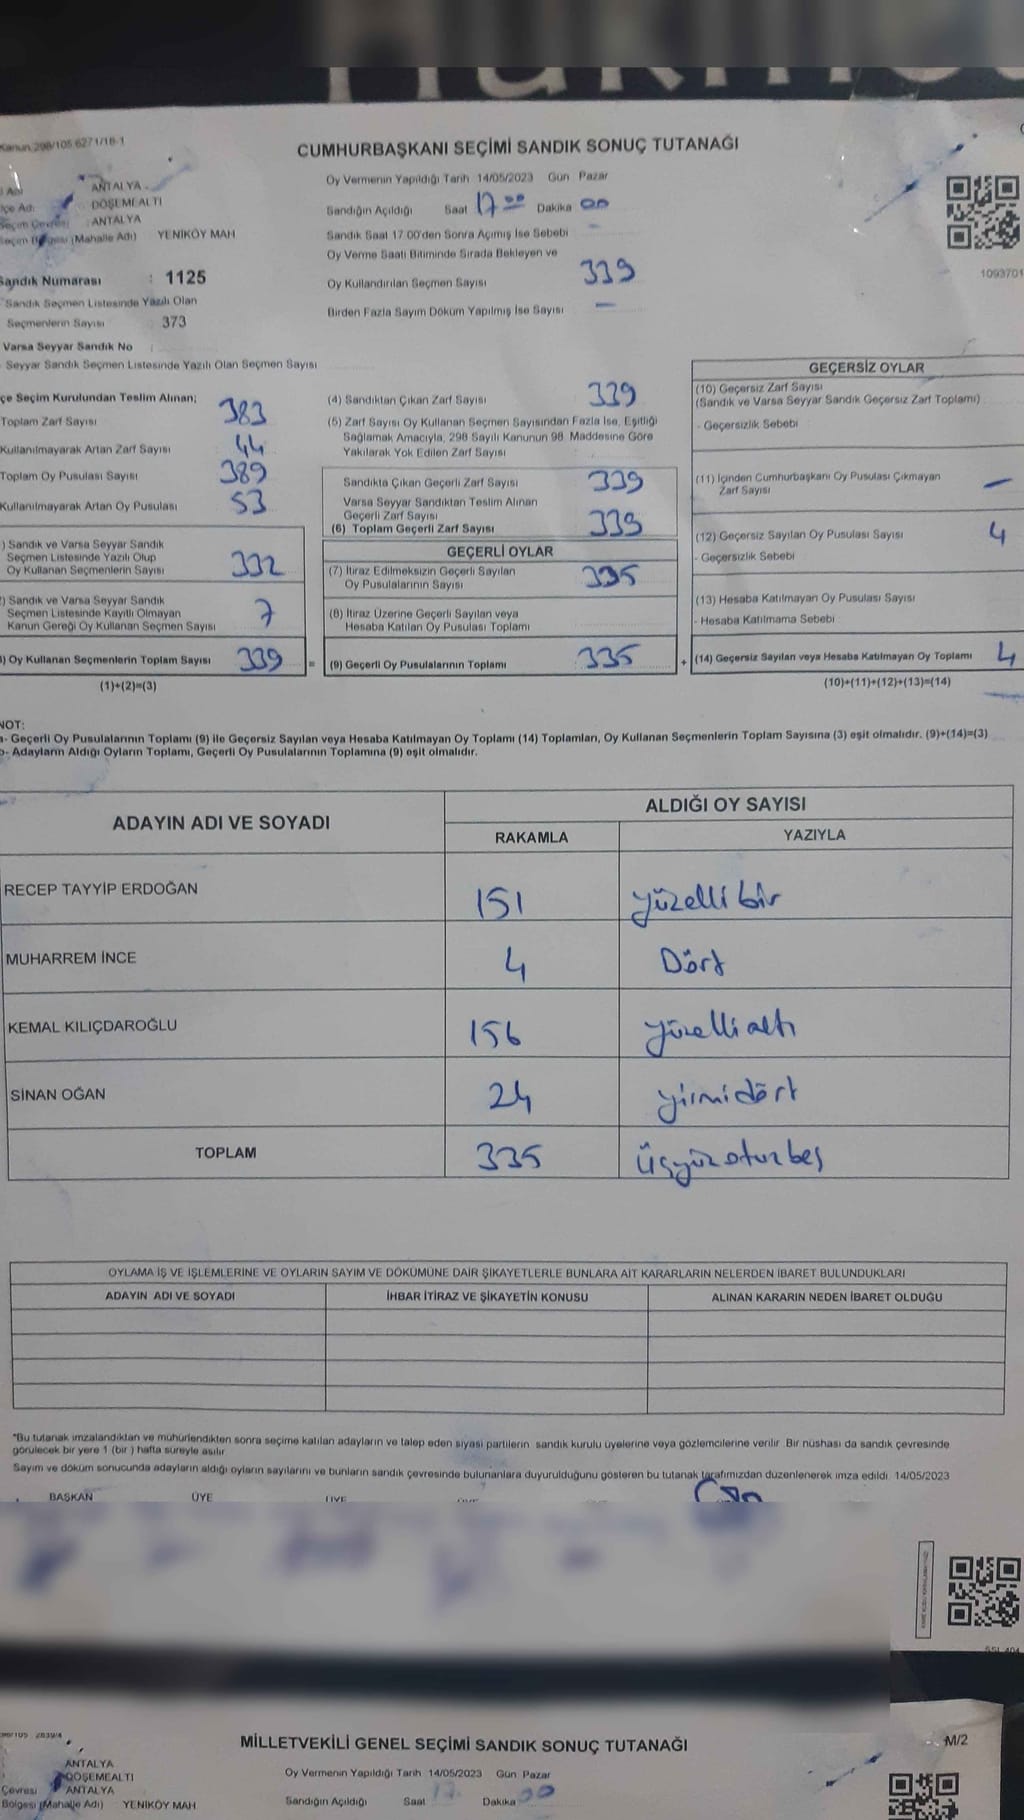 Kanun 298/105 6271/18-1
CUMHURBAŞKANI SEÇİMİ SANDIK SONUÇ TUTANAĞI
İl Adı ANTALYA
İlçe Adı DÖŞEMEALTI
Seçim Çevresi : ANTALYA
Seçim Bölgesi (Mahalle Adı) YENİKÖY MAH
Oy Vermenin Yapıldığı Tarih 14/05/2023 Gün Pazar
Sandığın Açıldığı Saat 17 00 Dakika 00
Sandık Saat 17:00'den Sonra Açımış İse Sebebi -
Oy Verme Saati Bitiminde Sırada Bekleyen ve
Oy Kullandırılan Seçmen Sayısı 339
Birden Fazla Sayım Döküm Yapılmış İse Sayısı -
1093701
Sandık Numarası : 1125
Sandık Seçmen Listesinde Yazılı Olan
Seçmenlerin Sayısı 373
Varsa Seyyar Sandık No :
Seyyar Sandık Seçmen Listesinde Yazılı Olan Seçmen Sayısı
çe Seçim Kurulundan Teslim Alınan;
Toplam Zarf Sayısı 383
Kullanılmayarak Artan Zarf Sayısı 44
Toplam Oy Pusulası Sayısı 389
Kullanılmayarak Artan Oy Pusulası 53
) Sandık ve Varsa Seyyar Sandık
Seçmen Listesinde Yazılı Olup
Oy Kullanan Seçmenlerin Sayısı 332
2) Sandık ve Varsa Seyyar Sandık
Seçmen Listesinde Kayıtlı Olmayan
Kanun Gereği Oy Kullanan Seçmen Sayısı 7
3) Oy Kullanan Seçmenlerin Toplam Sayısı 339 =
(1)+(2)=(3)
(4) Sandıktan Çıkan Zarf Sayısı 339
(5) Zarf Sayısı Oy Kullanan Seçmen Sayısından Fazla İse, Eşitliği
Sağlamak Amacıyla, 298 Sayılı Kanunun 98. Maddesine Göre
Yakılarak Yok Edilen Zarf Sayısı :
Sandıkta Çıkan Geçerli Zarf Sayısı 339
Varsa Seyyar Sandıktan Teslim Alınan
Geçerli Zarf Sayısı
(6) Toplam Geçerli Zarf Sayısı 339
GEÇERLİ OYLAR
(7) İtiraz Edilmeksizin Geçerli Sayılan
Oy Pusulalarının Sayısı 335
(8) İtiraz Üzerine Geçerli Sayılan veya
Hesaba Katılan Oy Pusulası Toplamı
(9) Geçerli Oy Pusulalarının Toplamı : 335 +
GEÇERSİZ OYLAR
(10) Geçersiz Zarf Sayısı
(Sandık ve Varsa Seyyar Sandık Geçersiz Zarf Toplamı)
- Geçersizlik Sebebi
(11) İçinden Cumhurbaşkanı Oy Pusulası Çıkmayan
Zarf Sayısı -
(12) Geçersiz Sayılan Oy Pusulası Sayısı 4
- Geçersizlik Sebebi
(13) Hesaba Katılmayan Oy Pusulası Sayısı
- Hesaba Katılmama Sebebi
(14) Geçersiz Sayılan veya Hesaba Katılmayan Oy Toplamı 4
(10)+(11)+(12)+(13)=(14)
NOT:
a- Geçerli Oy Pusulalarının Toplamı (9) ile Geçersiz Sayılan veya Hesaba Katılmayan Oy Toplamı (14) Toplamları, Oy Kullanan Seçmenlerin Toplam Sayısına (3) eşit olmalıdır. (9)+(14)=(3)
b- Adayların Aldığı Oyların Toplamı, Geçerli Oy Pusulalarının Toplamına (9) eşit olmalıdır.
ADAYIN ADI VE SOYADI
ALDIĞI OY SAYISI
RAKAMLA YAZIYLA
RECEP TAYYİP ERDOĞAN 151 yüzelli bir
MUHARREM İNCE 4 Dört
KEMAL KILIÇDAROĞLU 156 yüzelli altı
SİNAN OĞAN 24 yirmi dört
TOPLAM 335 üçyüz otuz beş
OYLAMA İŞ VE İŞLEMLERİNE VE OYLARIN SAYIM VE DÖKÜMÜNE DAİR ŞİKAYETLERLE BUNLARA AİT KARARLARIN NELERDEN İBARET BULUNDUKLARI
ADAYIN ADI VE SOYADI İHBAR İTİRAZ VE ŞİKAYETİN KONUSU ALINAN KARARIN NEDEN İBARET OLDUĞU
*Bu tutanak imzalandıktan ve mühürlendikten sonra seçime katılan adayların ve talep eden siyasi partilerin sandık kurulu üyelerine veya gözlemcilerine verilir. Bir nüshası da sandık çevresinde
görülecek bir yere 1 (bir ) hafta süreyle asılır.
Sayım ve döküm sonucunda adayların aldığı oyların sayılarını ve bunların sandık çevresinde bulunanlara duyurulduğunu gösteren bu tutanak tarafımızdan düzenlenerek imza edildi. 14/05/2023
BAŞKAN ÜYE ÜYE
MİLLETVEKİLİ GENEL SEÇİMİ SANDIK SONUÇ TUTANAĞI
M/2
ANTALYA
DÖŞEMEALTI
Çevresi ANTALYA
Bölgesi (Mahalle Adı) YENİKÖY MAH
Oy Vermenin Yapıldığı Tarih 14/05/2023 Gün Pazar
Sandığın Açıldığı Saat 17 Dakika 00